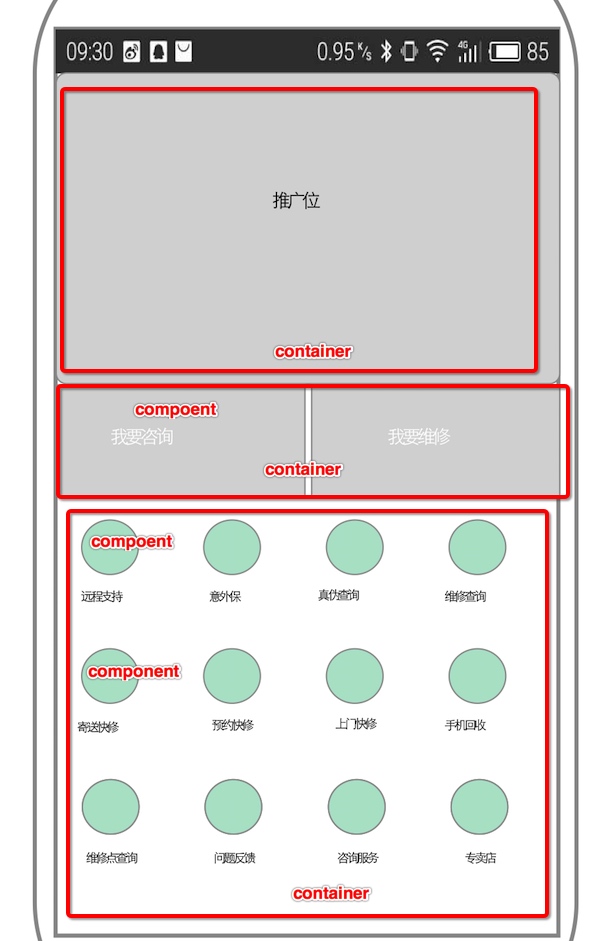 09:30 0.95 K/s 4G 85
推广位
container
compoent
我要咨询 我要维修
container
compoent
远程支持 意外保 真伪查询 维修查询
component
寄送快修 预约快修 上门快修 手机回收
维修点查询 问题反馈 咨询服务 专卖店
container